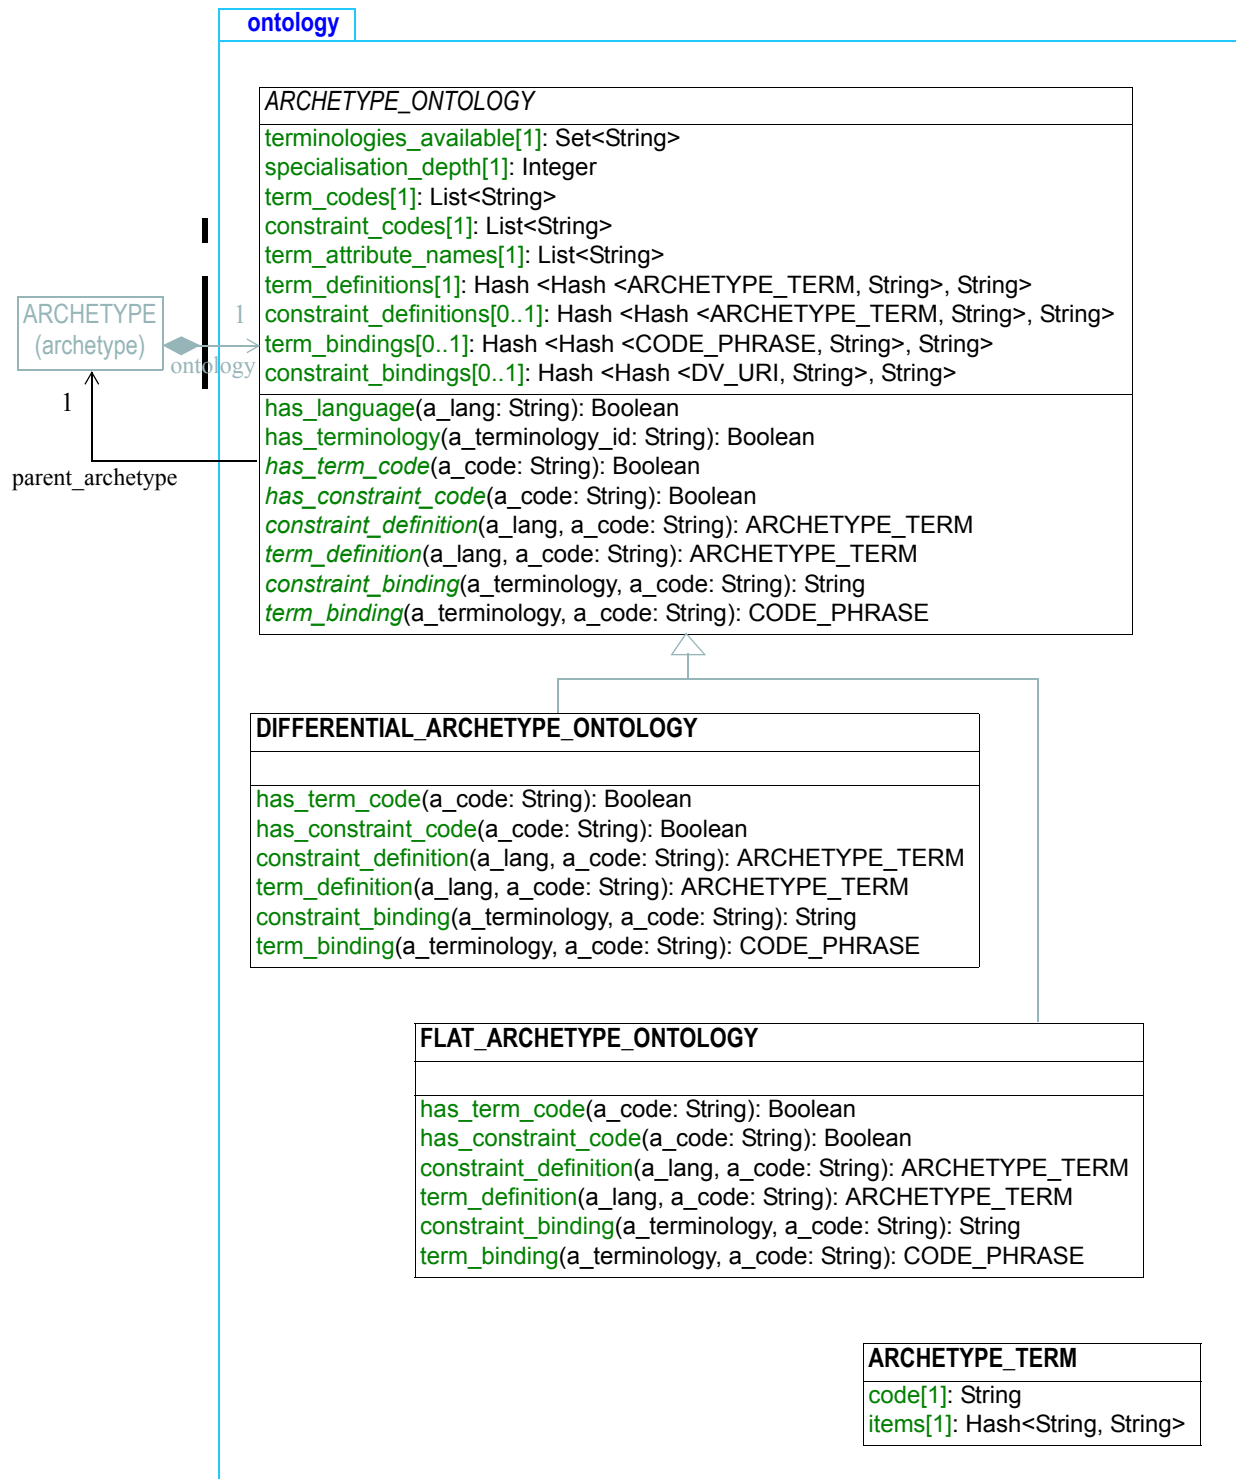 ontology
ARCHETYPE_ONTOLOGY
terminologies_available[1]: Set<String>
specialisation_depth[1]: Integer
term_codes[1]: List<String>
constraint_codes[1]: List<String>
term_attribute_names[1]: List<String>
term_definitions[1]: Hash <Hash <ARCHETYPE_TERM, String>, String>
constraint_definitions[0..1]: Hash <Hash <ARCHETYPE_TERM, String>, String>
term_bindings[0..1]: Hash <Hash <CODE_PHRASE, String>, String>
constraint_bindings[0..1]: Hash <Hash <DV_URI, String>, String>
has_language(a_lang: String): Boolean
has_terminology(a_terminology_id: String): Boolean
has_term_code(a_code: String): Boolean
has_constraint_code(a_code: String): Boolean
constraint_definition(a_lang, a_code: String): ARCHETYPE_TERM
term_definition(a_lang, a_code: String): ARCHETYPE_TERM
constraint_binding(a_terminology, a_code: String): String
term_binding(a_terminology, a_code: String): CODE_PHRASE
ARCHETYPE
(archetype)
1
ontology
1
parent_archetype
DIFFERENTIAL_ARCHETYPE_ONTOLOGY
has_term_code(a_code: String): Boolean
has_constraint_code(a_code: String): Boolean
constraint_definition(a_lang, a_code: String): ARCHETYPE_TERM
term_definition(a_lang, a_code: String): ARCHETYPE_TERM
constraint_binding(a_terminology, a_code: String): String
term_binding(a_terminology, a_code: String): CODE_PHRASE
FLAT_ARCHETYPE_ONTOLOGY
has_term_code(a_code: String): Boolean
has_constraint_code(a_code: String): Boolean
constraint_definition(a_lang, a_code: String): ARCHETYPE_TERM
term_definition(a_lang, a_code: String): ARCHETYPE_TERM
constraint_binding(a_terminology, a_code: String): String
term_binding(a_terminology, a_code: String): CODE_PHRASE
ARCHETYPE_TERM
code[1]: String
items[1]: Hash<String, String>